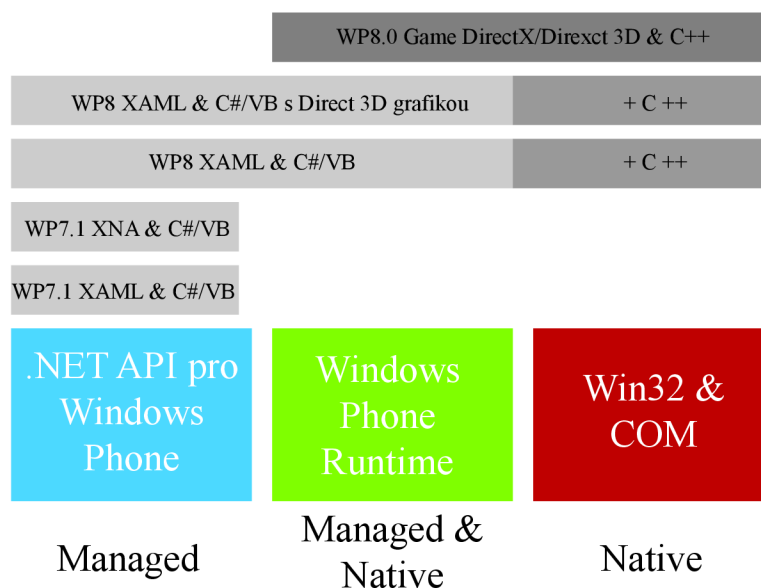 WP8.0 Game DirectX/Direxct 3D & C++
WP8 XAML & C#/VB s Direct 3D grafikou
+ C ++
WP8 XAML & C#/VB
+ C ++
WP7.1 XNA & C#/VB
WP7.1 XAML & C#/VB
.NET API pro
Windows
Phone
Windows
Phone
Runtime
Win32 &
COM
Managed
Managed &
Native
Native